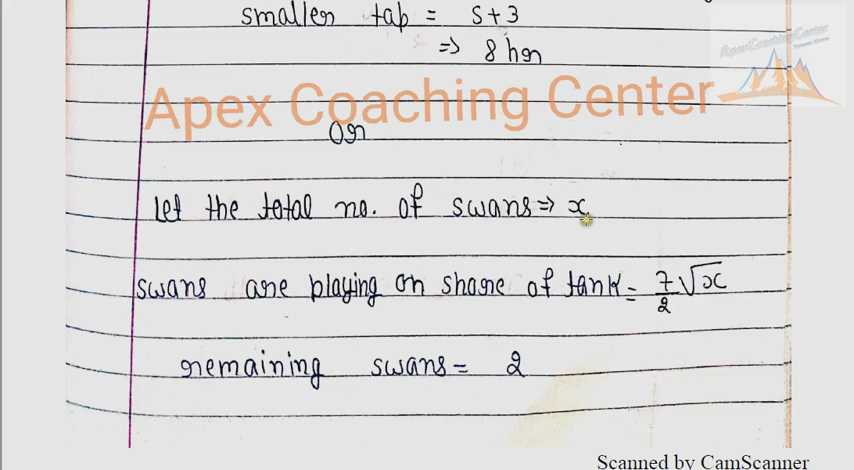 smaller tap = s+3
=> 8 hr
ApexCoachingCenter
Apex Coaching Center
Or
Let the total no. of swans => x
swans are playing on shore of tank = 7/2 √x
remaining swans = 2
Scanned by CamScanner